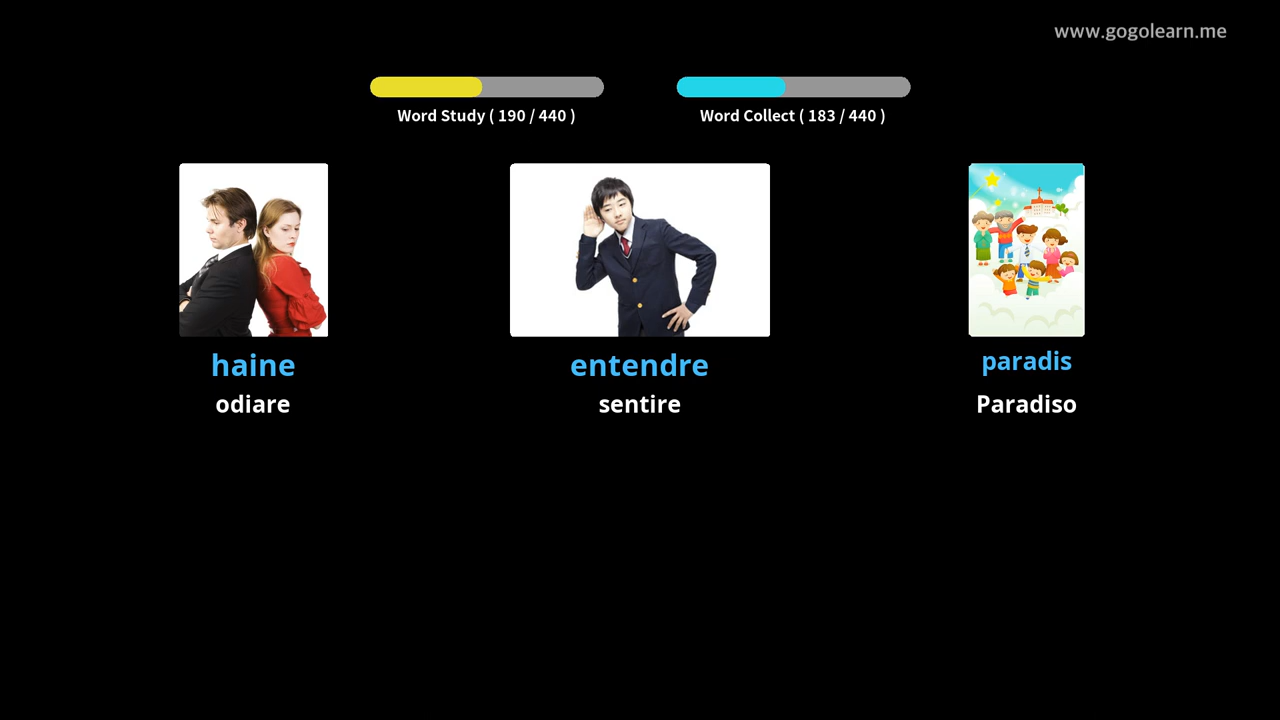 www.gogolearn.me
Word Study ( 190 / 440 )
Word Collect ( 183 / 440 )
haine
odiare
entendre
sentire
paradis
Paradiso